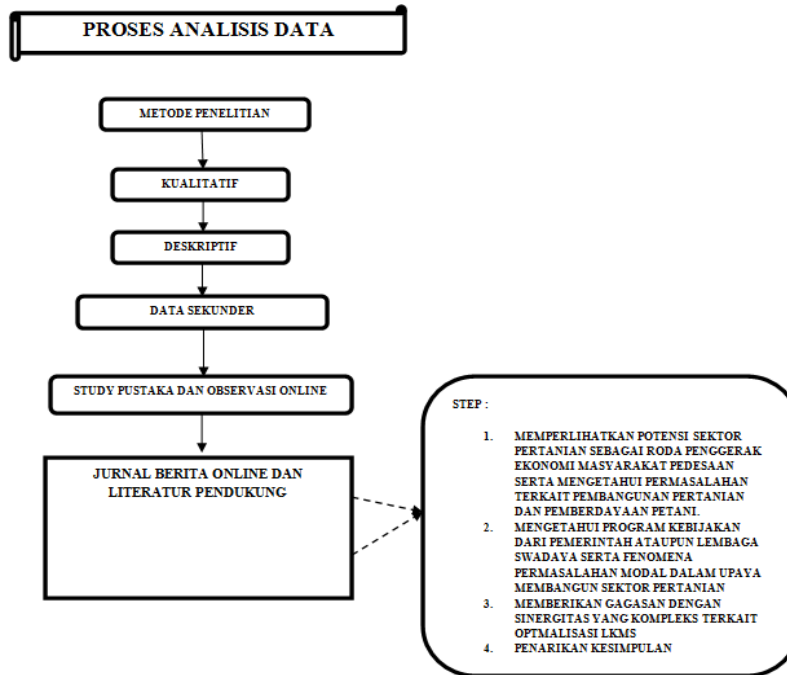 PROSES ANALISIS DATA
METODE PENELITIAN
KUALITATIF
DESKRIPTIF
DATA SEKUNDER
STUDY PUSTAKA DAN OBSERVASI ONLINE
JURNAL BERITA ONLINE DAN
LITERATUR PENDUKUNG
STEP :
1. MEMPERLIHATKAN POTENSI SEKTOR
PERTANIAN SEBAGAI RODA PENGGERAK
EKONOMI MASYARAKAT PEDESAAN
SERTA MENGETAHUI PERMASALAHAN
TERKAIT PEMBANGUNAN PERTANIAN
DAN PEMBERDAYAAN PETANI.
2. MENGETAHUI PROGRAM KEBIJAKAN
DARI PEMERINTAH ATAUPUN LEMBAGA
SWADAYA SERTA FENOMENA
PERMASALAHAN MODAL DALAM UPAYA
MEMBANGUN SEKTOR PERTANIAN
3. MEMBERIKAN GAGASAN DENGAN
SINERGITAS YANG KOMPLEKS TERKAIT
OPTMALISASI LKMS
4. PENARIKAN KESIMPULAN